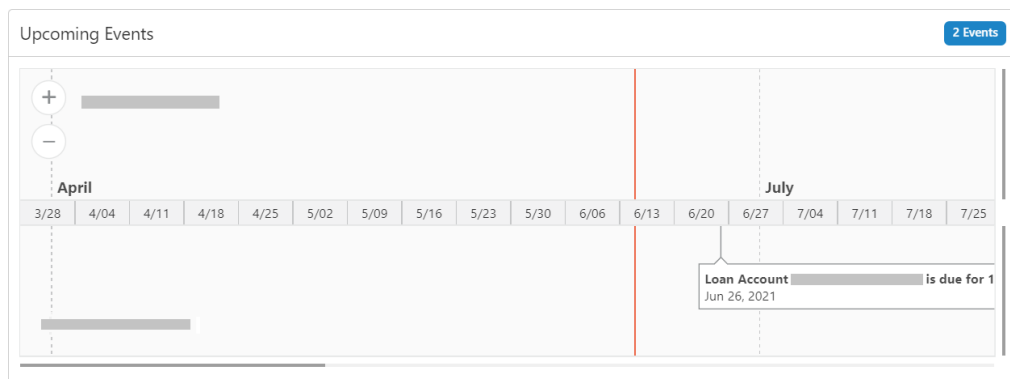 Upcoming Events
2 Events
+
−
April
July
3/28 4/04 4/11 4/18 4/25 5/02 5/09 5/16 5/23 5/30 6/06 6/13 6/20 6/27 7/04 7/11 7/18 7/25
Loan Account is due for 1
Jun 26, 2021